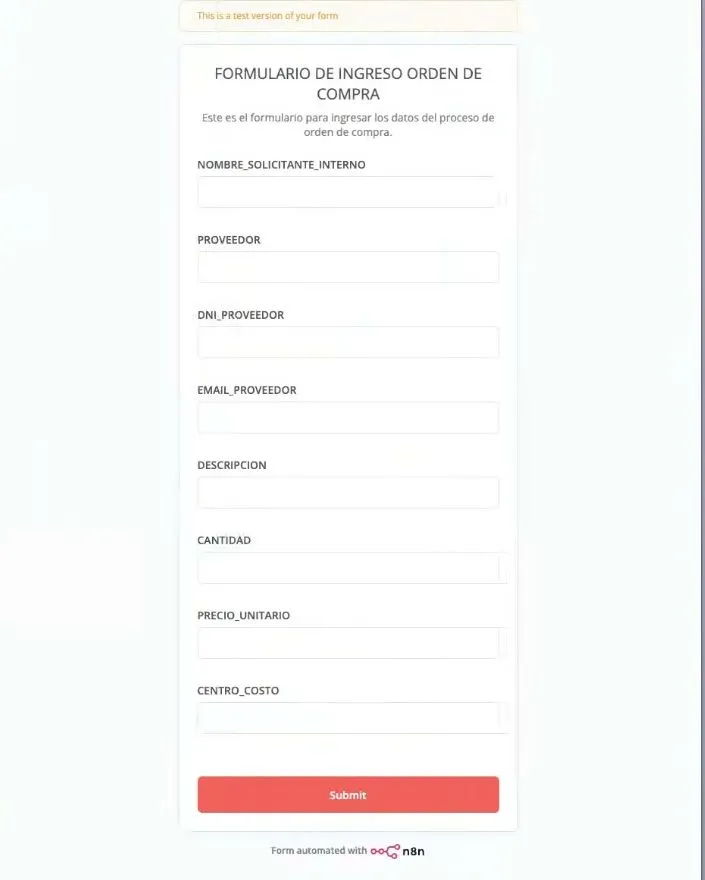 This is a test version of your form
FORMULARIO DE INGRESO ORDEN DE
COMPRA
Este es el formulario para ingresar los datos del proceso de
orden de compra.
NOMBRE_SOLICITANTE_INTERNO
PROVEEDOR
DNI_PROVEEDOR
EMAIL_PROVEEDOR
DESCRIPCION
CANTIDAD
PRECIO_UNITARIO
CENTRO_COSTO
Submit
Form automated with n8n